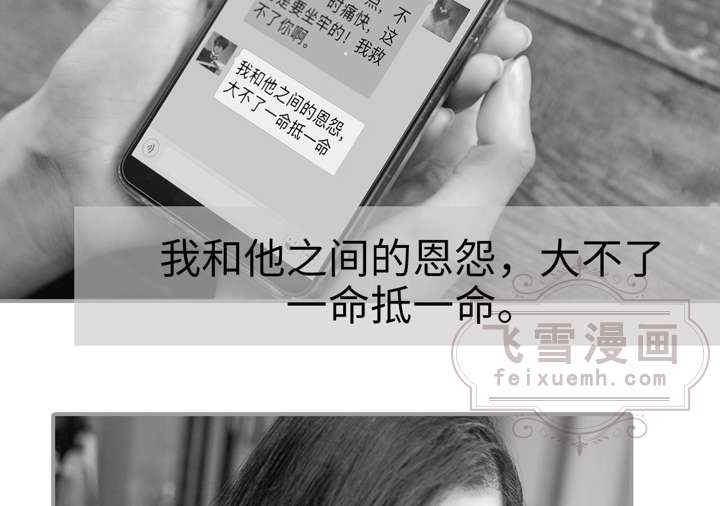 点，不
时痛快，这
是要坐牢的！我救
不了你啊。
我和他之间的恩怨，
大不了一命抵一命
我和他之间的恩怨，大不了
一命抵一命。
飞雪漫画
feixuemh.com